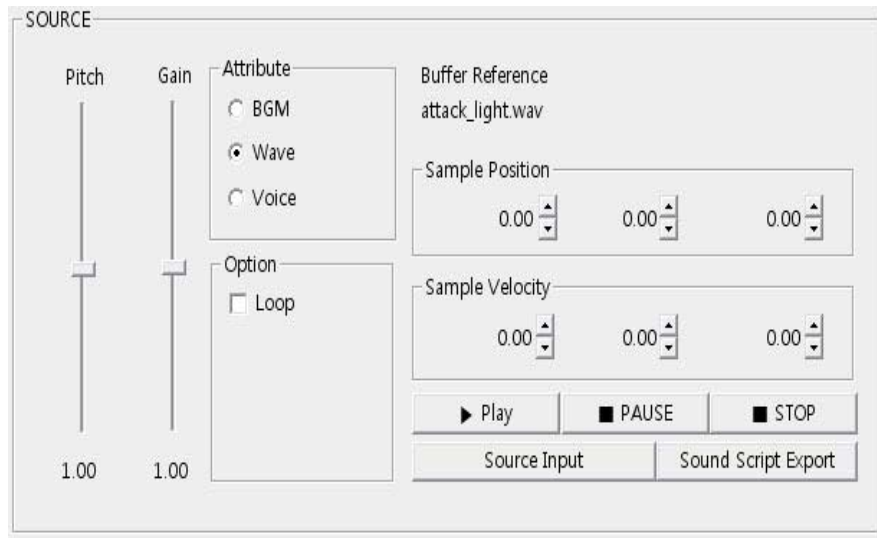 SOURCE
Pitch
Gain
1.00
1.00
Attribute
BGM
Wave
Voice
Option
Loop
Buffer Reference
attack_light.wav
Sample Position
0.00 0.00 0.00
Sample Velocity
0.00 0.00 0.00
Play PAUSE STOP
Source Input Sound Script Export